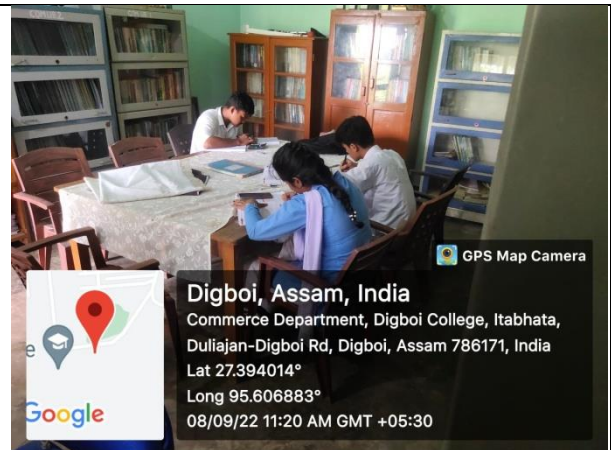 GPS Map Camera
Digboi, Assam, India
Commerce Department, Digboi College, Itabhata,
Duliajan-Digboi Rd, Digboi, Assam 786171, India
Lat 27.394014°
Long 95.606883°
08/09/22 11:20 AM GMT +05:30
e
Google